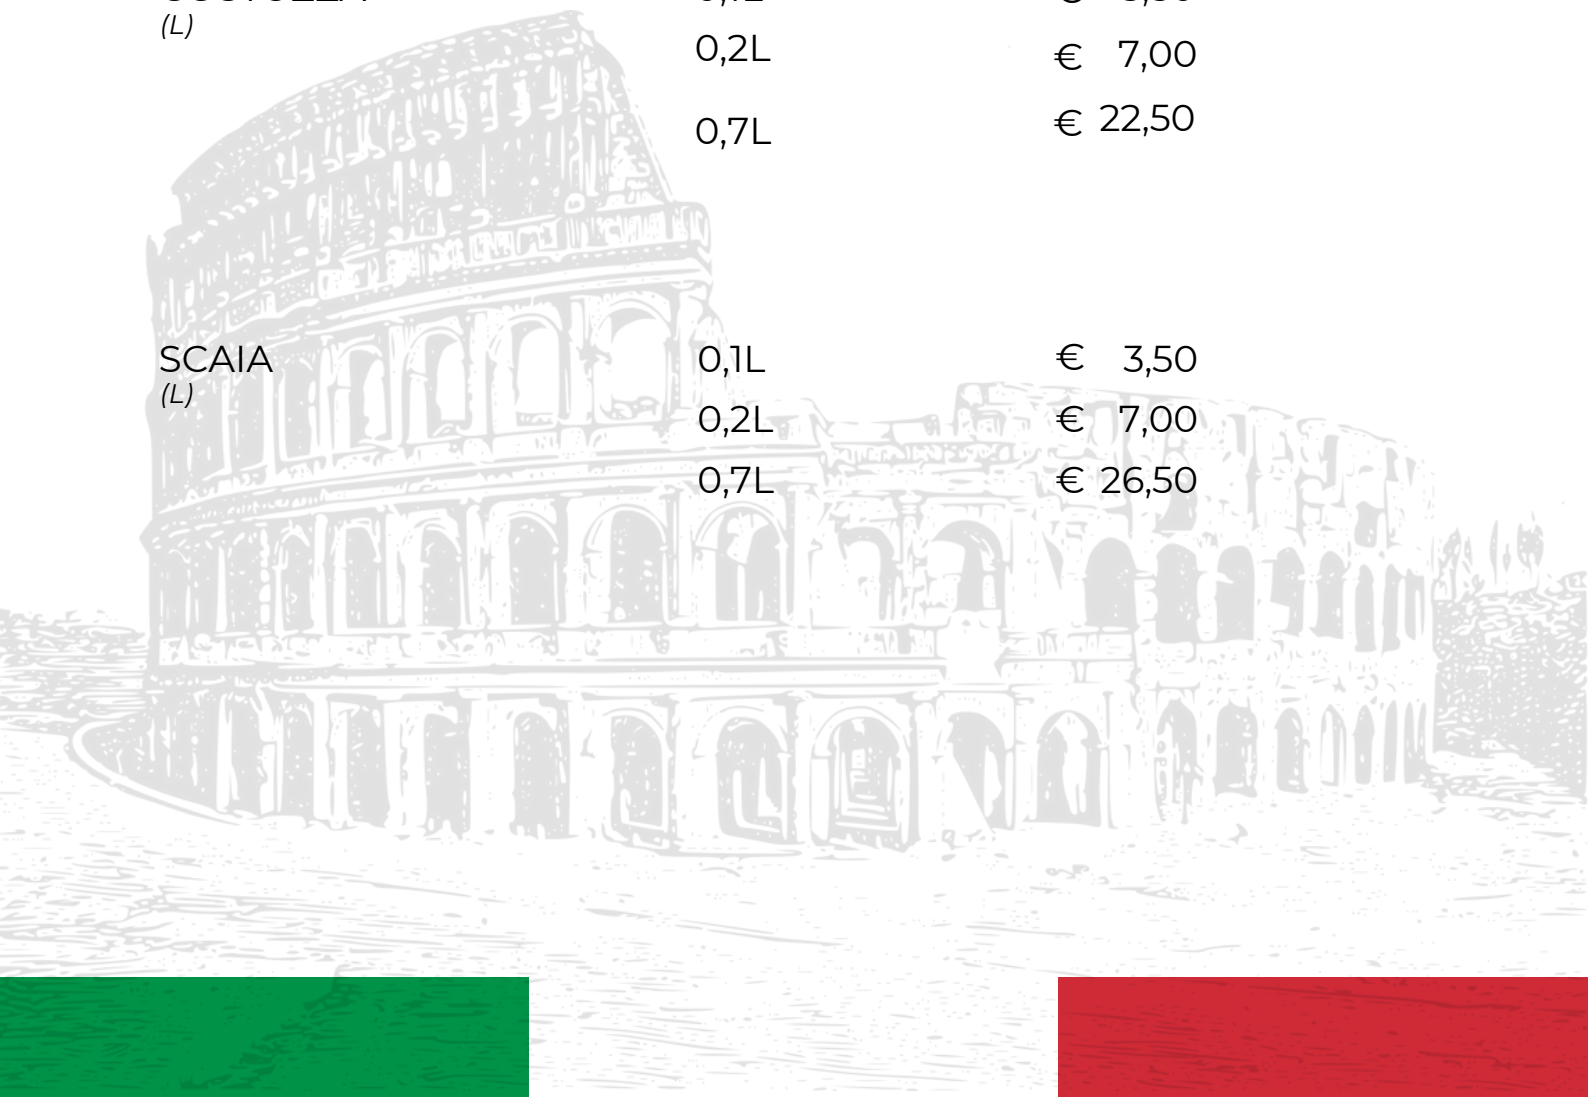 (L)
0,2L € 7,00
0,7L € 22,50
SCAIA 0,1L € 3,50
(L)
0,2L € 7,00
0,7L € 26,50